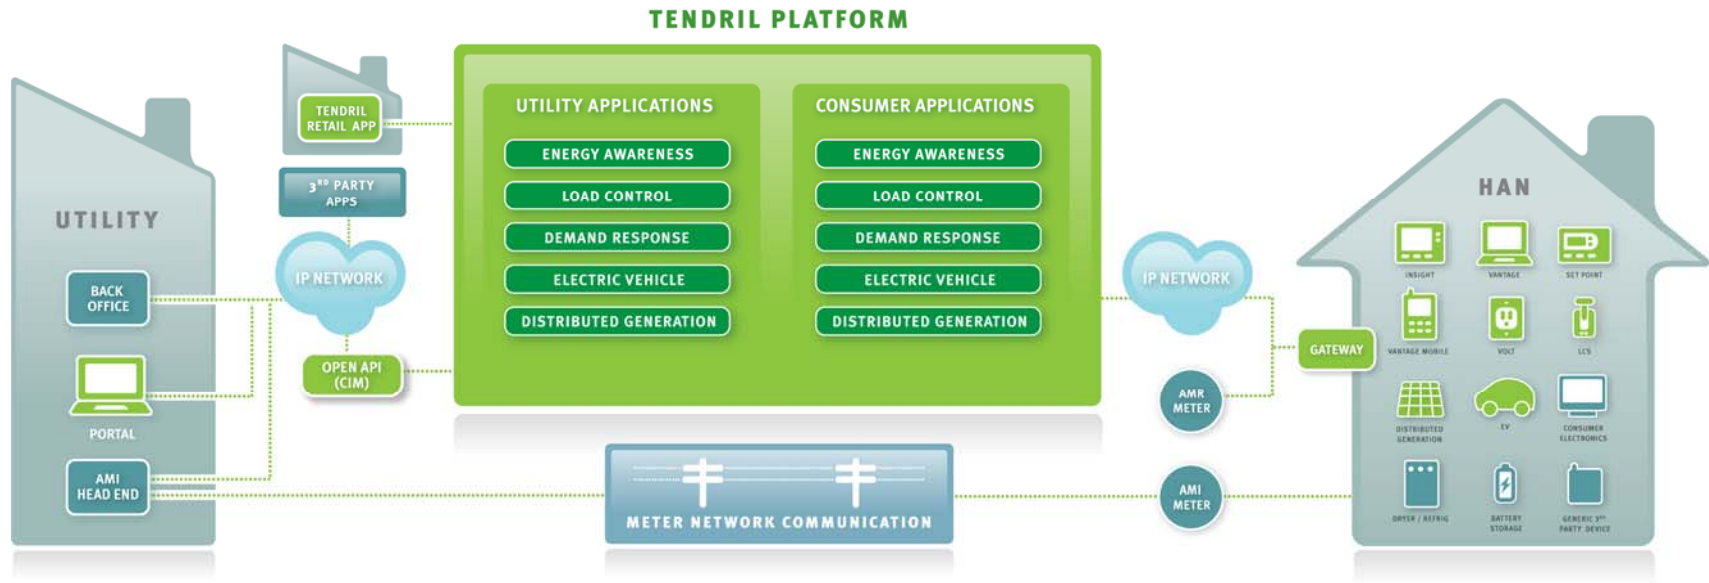 TENDRIL PLATFORM
UTILITY
BACK
OFFICE
PORTAL
AMI
HEAD END
TENDRIL
RETAIL APP
3RD PARTY
APPS
IP NETWORK
OPEN API
(CIM)
UTILITY APPLICATIONS
ENERGY AWARENESS
LOAD CONTROL
DEMAND RESPONSE
ELECTRIC VEHICLE
DISTRIBUTED GENERATION
CONSUMER APPLICATIONS
ENERGY AWARENESS
LOAD CONTROL
DEMAND RESPONSE
ELECTRIC VEHICLE
DISTRIBUTED GENERATION
METER NETWORK COMMUNICATION
IP NETWORK
AMR
METER
AMI
METER
GATEWAY
HAN
INSIGHT
VANTAGE
SET POINT
VANTAGE MOBILE
VOLT
LCS
DISTRIBUTED
GENERATION
EV
CONSUMER
ELECTRONICS
DRYER / REFRIG
BATTERY
STORAGE
GENERIC 3RD
PARTY DEVICE